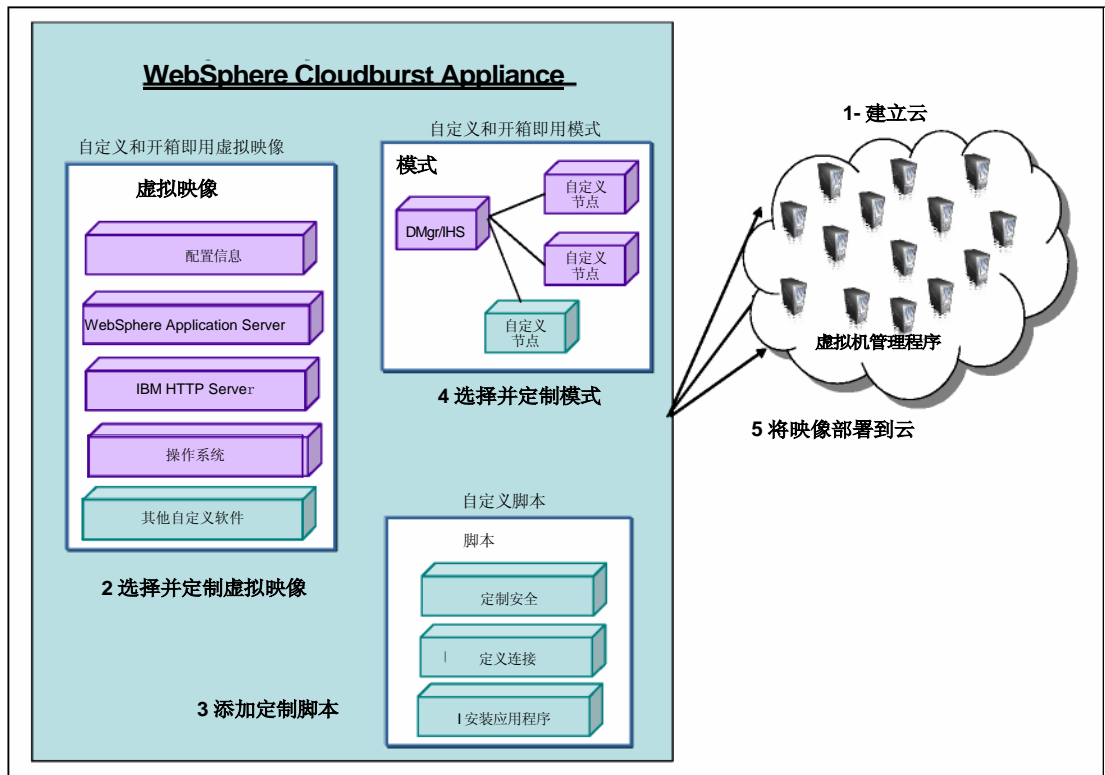 WebSphere Cloudburst Appliance
自定义和开箱即用虚拟映像
虚拟映像
配置信息
WebSphere Application Server
IBM HTTP Server
操作系统
其他自定义软件
2 选择并定制虚拟映像
自定义和开箱即用模式
模式
DMgr/IHS
自定义
节点
自定义
节点
自定义
节点
4 选择并定制模式
自定义脚本
脚本
定制安全
| 定义连接
I 安装应用程序
3 添加定制脚本
1- 建立云
虚拟机管理程序
5 将映像部署到云